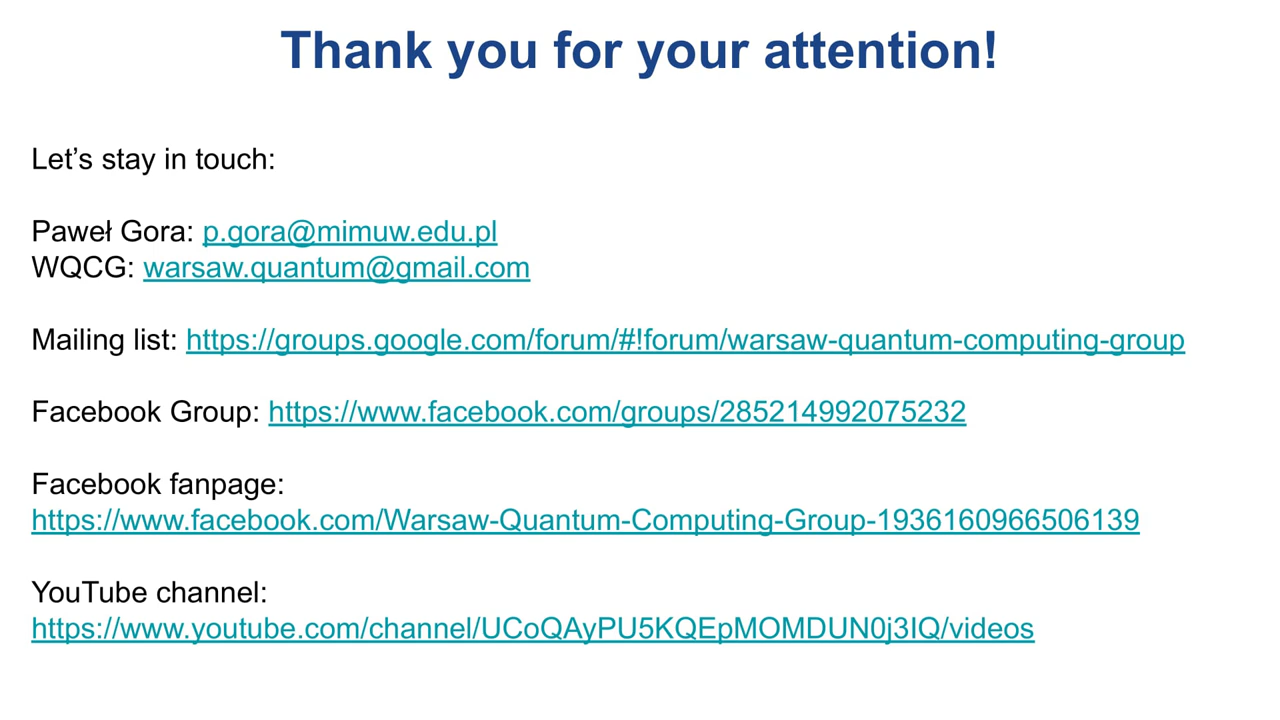 Thank you for your attention!
Let’s stay in touch:
Paweł Gora: p.gora@mimuw.edu.pl
WQCG: warsaw.quantum@gmail.com
Mailing list: https://groups.google.com/forum/#!forum/warsaw-quantum-computing-group
Facebook Group: https://www.facebook.com/groups/285214992075232
Facebook fanpage:
https://www.facebook.com/Warsaw-Quantum-Computing-Group-1936160966506139
YouTube channel:
https://www.youtube.com/channel/UCoQAyPU5KQEpMOMDUN0j3IQ/videos